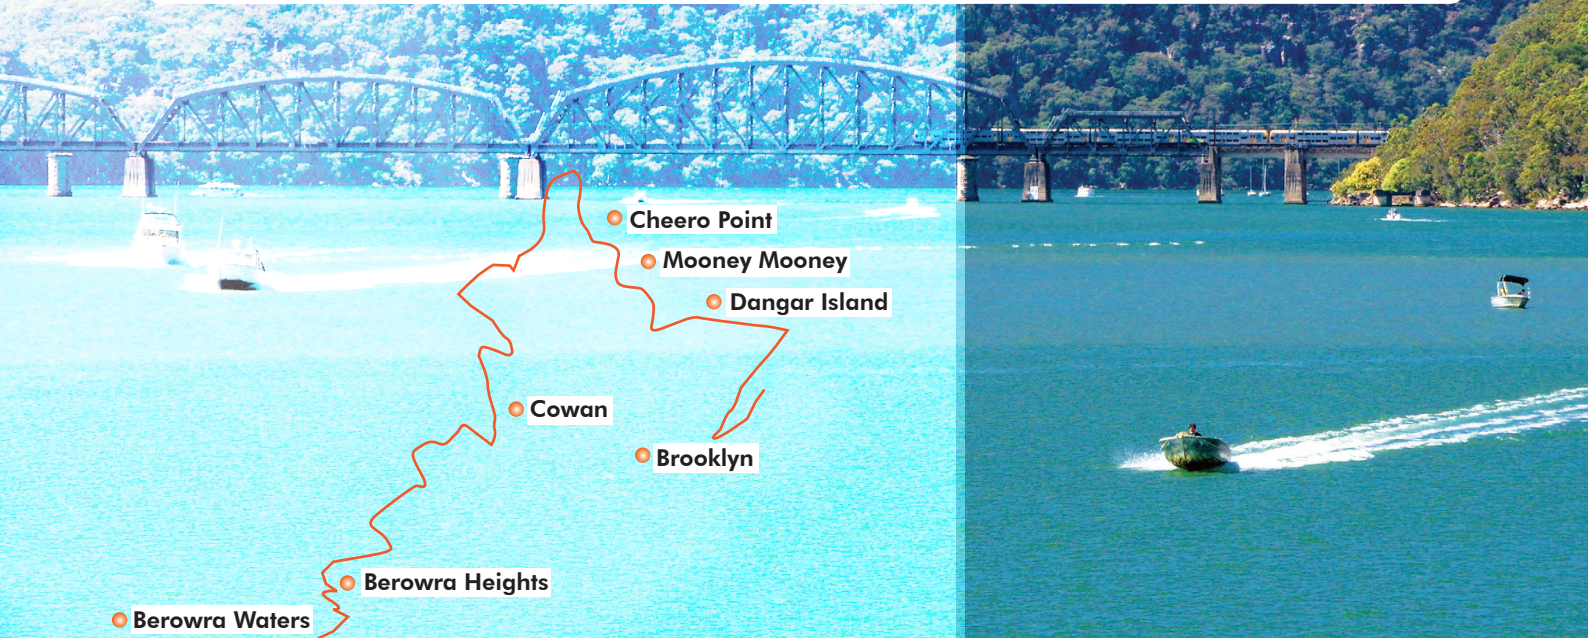 Cheero Point
Mooney Mooney
Dangar Island
Cowan
Brooklyn
Berowra Heights
Berowra Waters